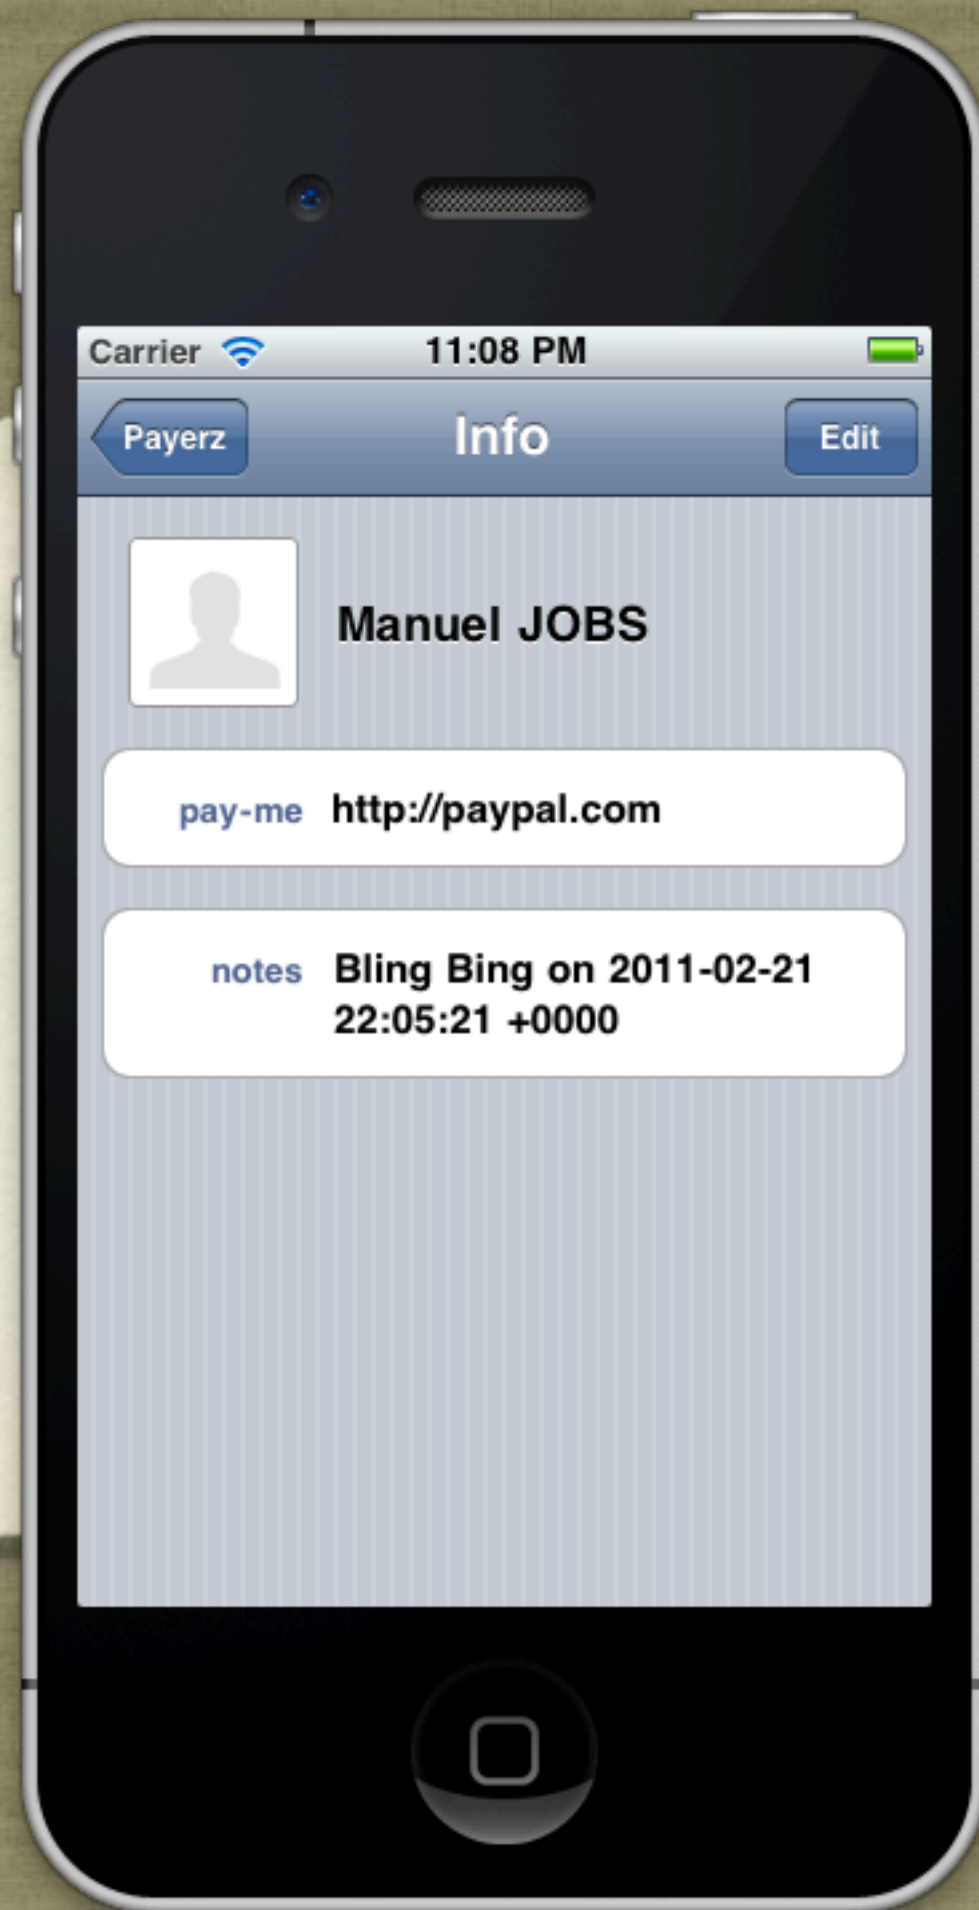 Carrier 11:08 PM
Payerz Info Edit
Manuel JOBS
pay-me http://paypal.com
notes Bling Bing on 2011-02-21
22:05:21 +0000